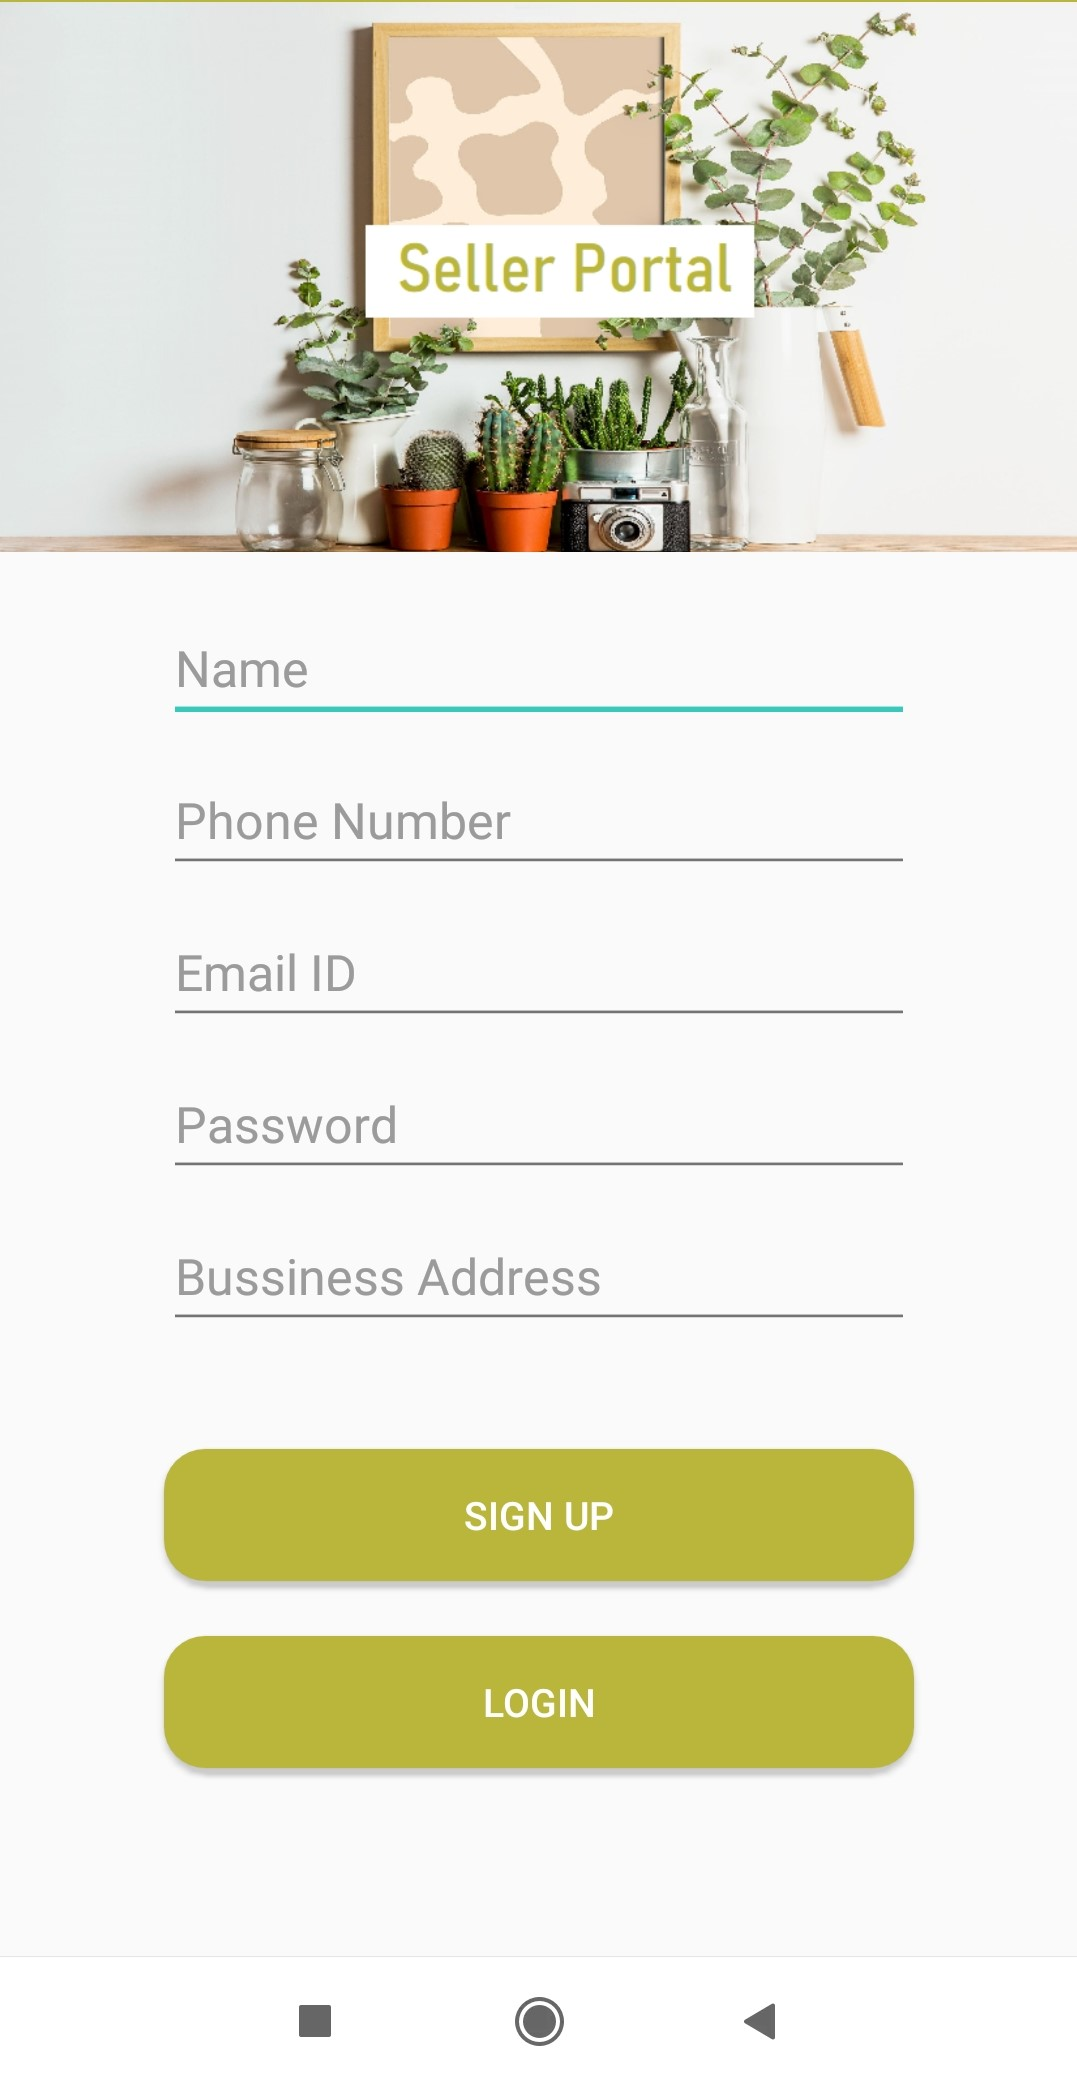 Seller Portal
Name
Phone Number
Email ID
Password
Bussiness Address
SIGN UP
LOGIN